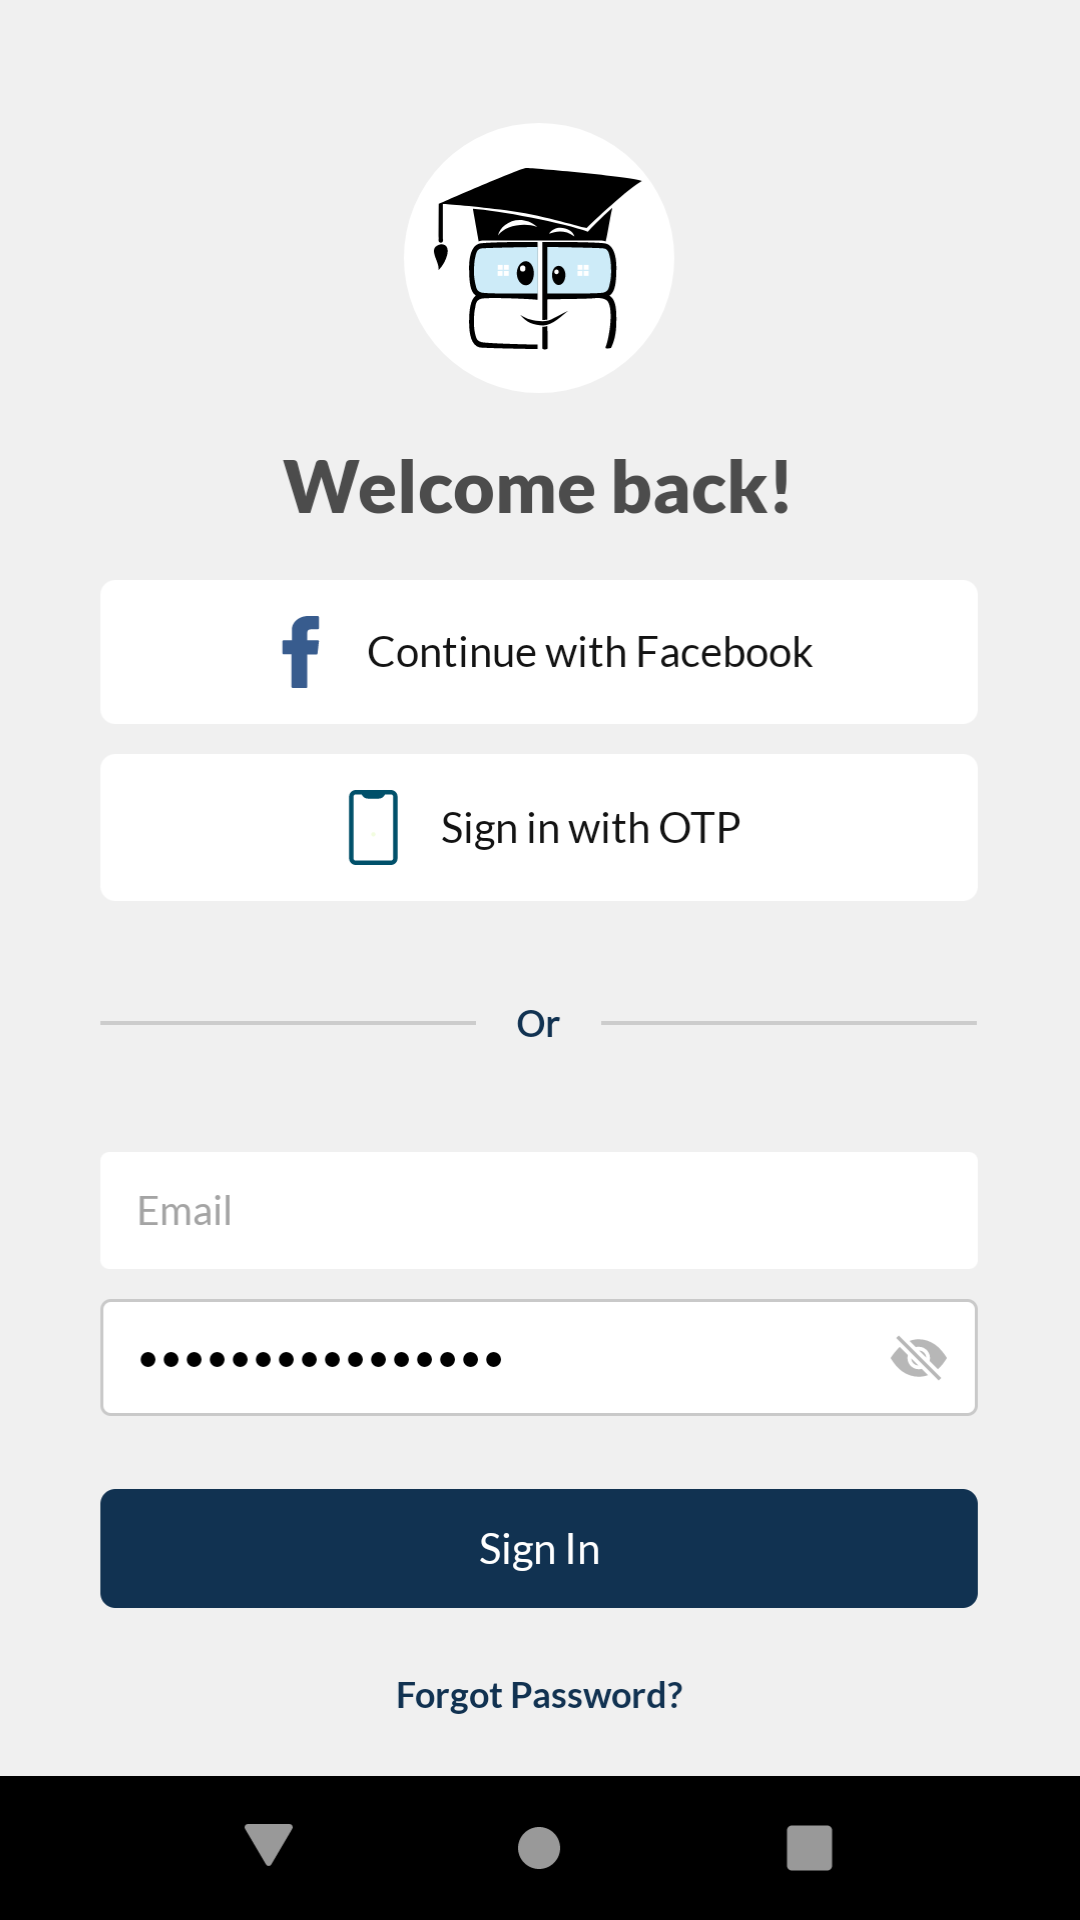 Welcome back!
Continue with Facebook
Sign in with OTP
Or
Email
••••••••••••••••
Sign In
Forgot Password?